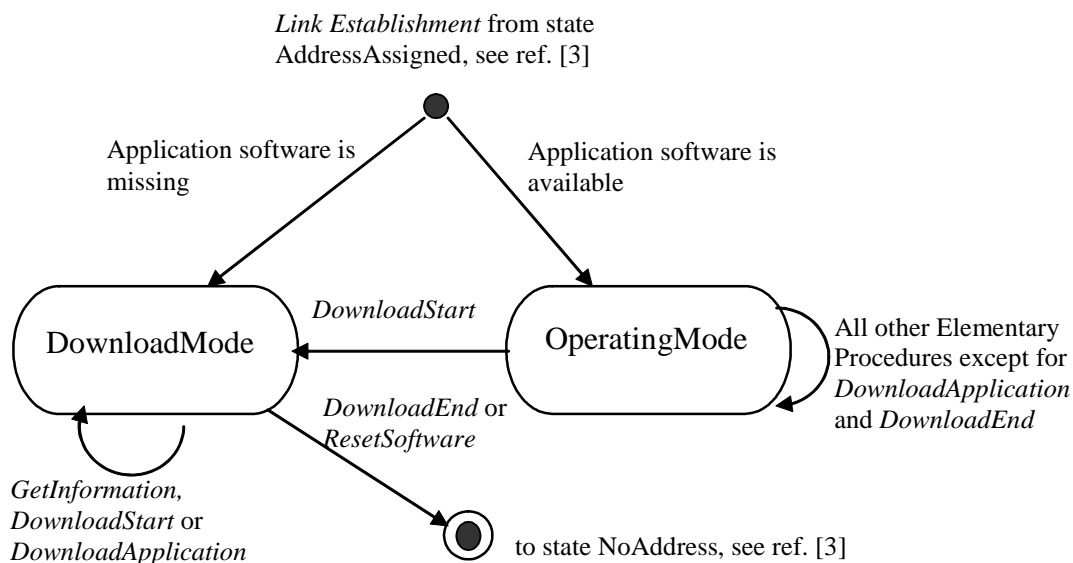 Link Establishment from state
AddressAssigned, see ref. [3]
Application software is
missing
Application software is
available
DownloadMode
DownloadStart
OperatingMode
All other Elementary
Procedures except for
DownloadApplication
and DownloadEnd
DownloadEnd or
ResetSoftware
GetInformation,
DownloadStart or
DownloadApplication
to state NoAddress, see ref. [3]